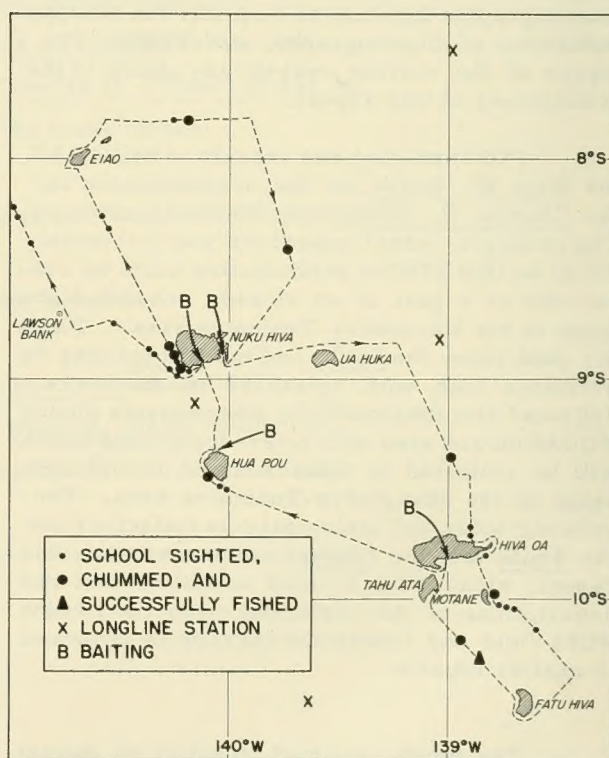 8°S
EIAO
LAWSON
BANK
B
B
NUKU HIVA
UA HUKA
9°S
B
HUA POU
B
HIVA OA
TAHU ATA
MOTANE
10°S
FATU HIVA
• SCHOOL SIGHTED,
● CHUMMED, AND
▲ SUCCESSFULLY FISHED
x LONGLINE STATION
B BAITING
140°W
139°W